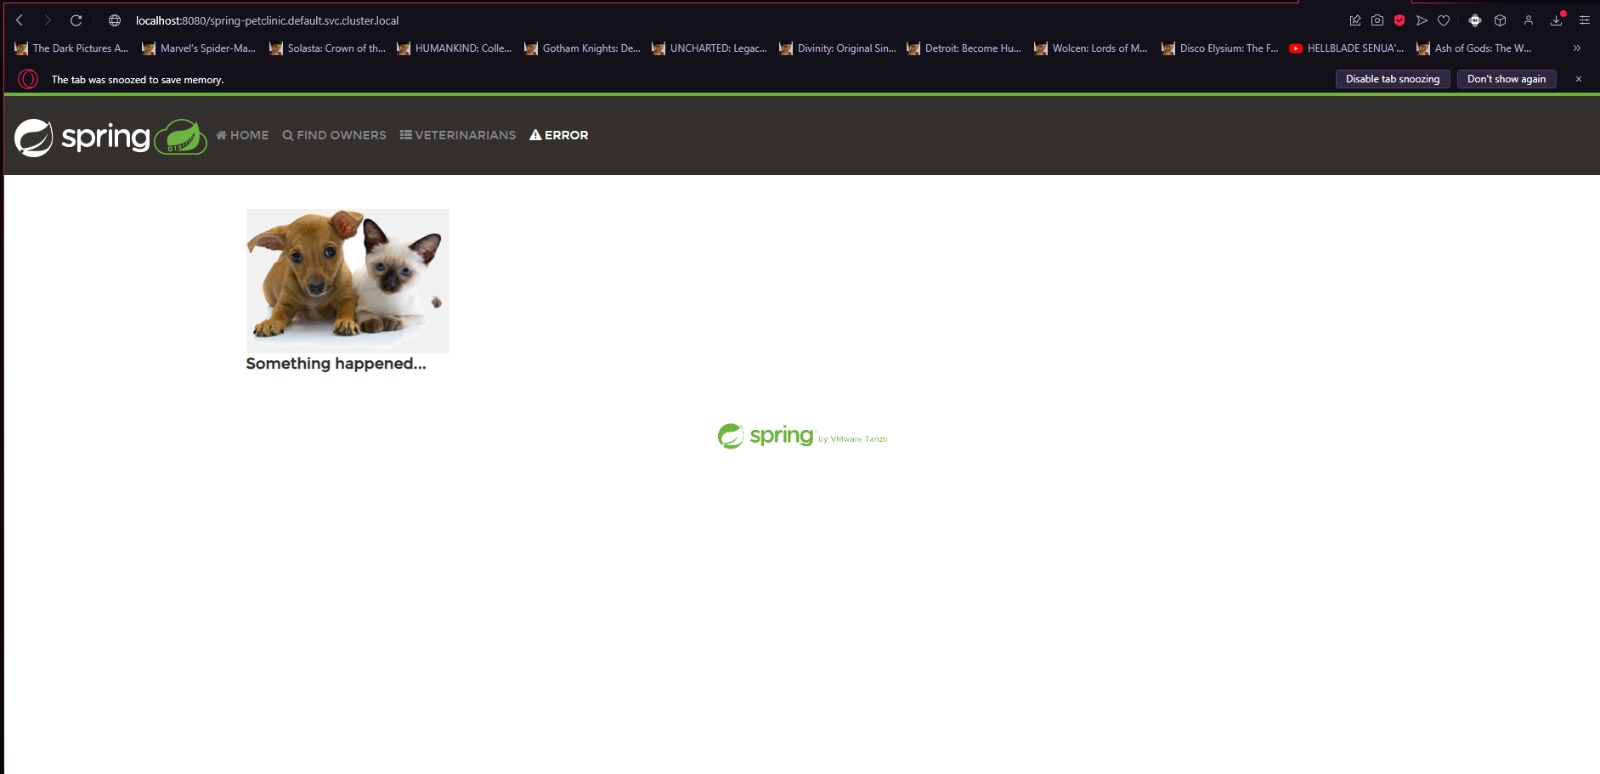 localhost:8080/spring-petclinic.default.svc.cluster.local
The Dark Pictures A... Marvel's Spider-Ma... Solasta: Crown of th... HUMANKIND: Colle... Gotham Knights: De... UNCHARTED: Legac... Divinity: Original Sin... Detroit: Become Hu... Wolcen: Lords of M... Disco Elysium: The F... HELLBLADE SENUA'... Ash of Gods: The W... »
The tab was snoozed to save memory. Disable tab snoozing Don't show again
spring HOME FIND OWNERS VETERINARIANS ERROR
Something happened...
spring by VMware Tanzu